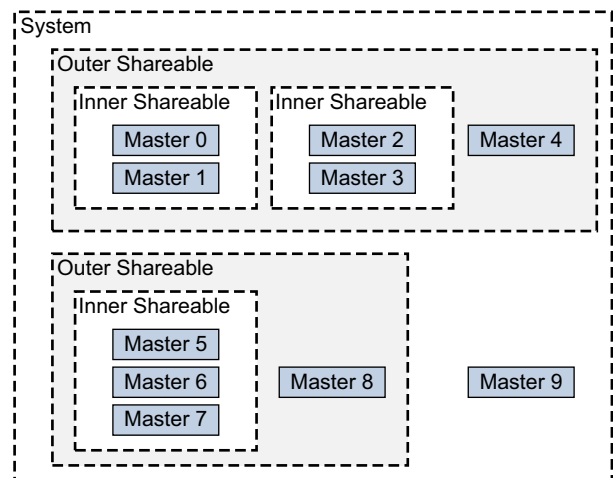 System
Outer Shareable
Inner Shareable
Master 0
Master 1
Inner Shareable
Master 2
Master 3
Master 4
Outer Shareable
Inner Shareable
Master 5
Master 6
Master 7
Master 8
Master 9